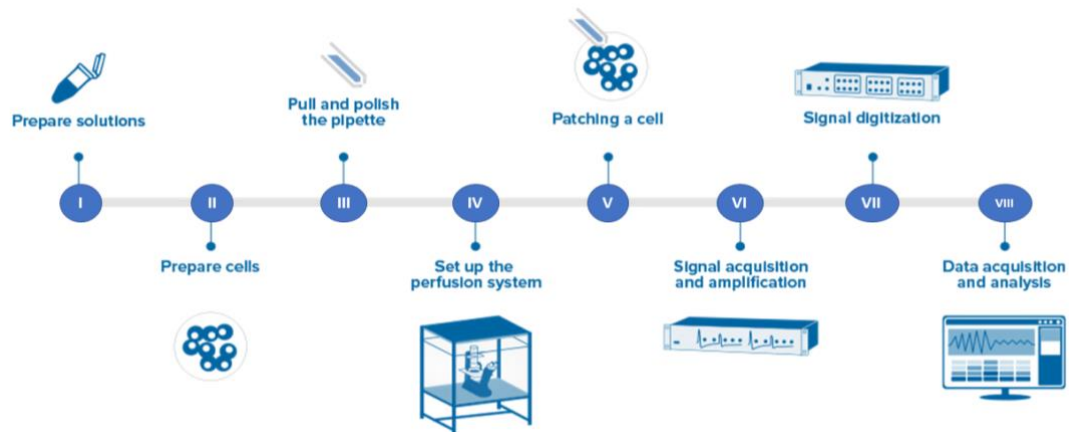 Prepare solutions
Pull and polish
the pipette
Patching a cell
Signal digitization
I
II
III
IV
V
VI
VII
VIII
Prepare cells
Set up the
perfusion system
Signal acquisition
and amplification
Data acquisition
and analysis